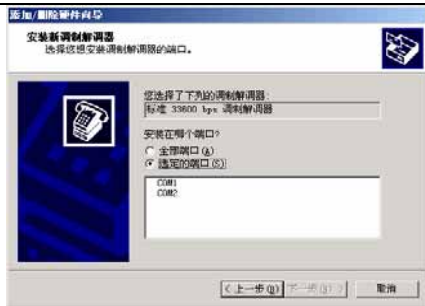 添加/删除硬件向导
安装新调制解调器
选择您想安装调制解调器的端口。
您选择了下列的调制解调器:
标准 33600 bps 调制解调器
安装在哪个端口?
全部端口(A)
选定的端口(S)
COM1
COM2
<上一步(B) 下一步(N)> 取消